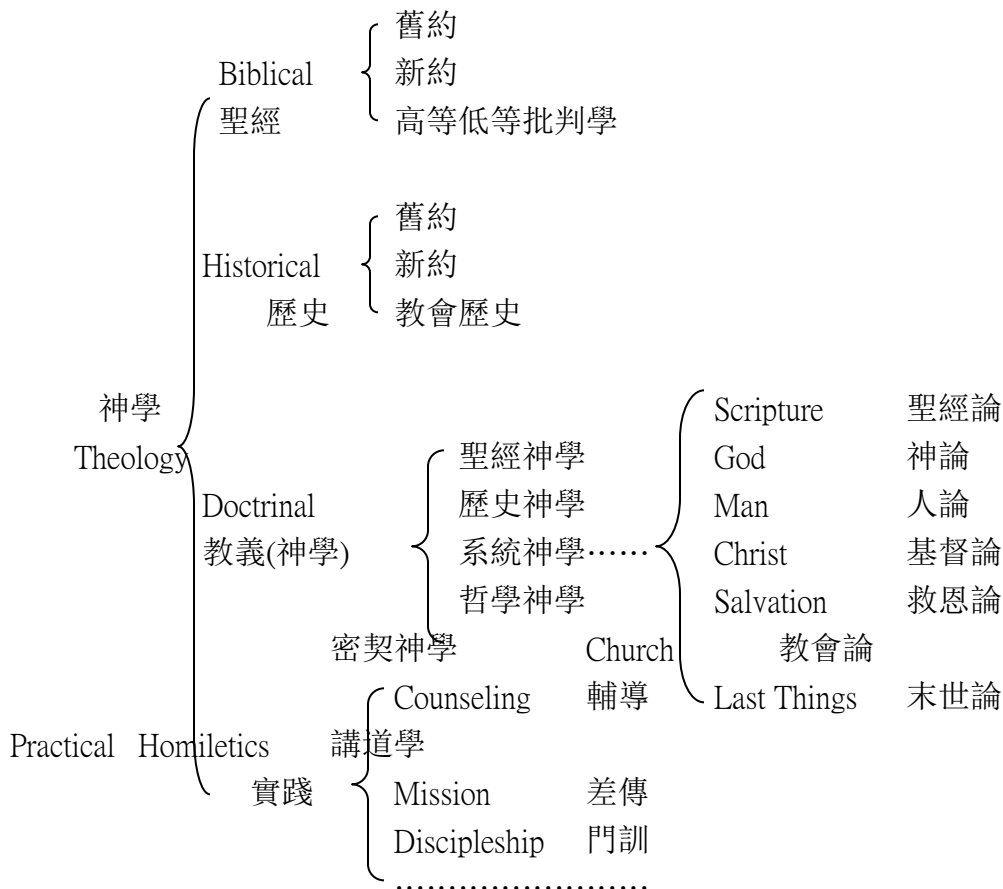 舊約
Biblical 新約
聖經 高等低等批判學
舊約
Historical 新約
歷史 教會歷史
神學 Scripture 聖經論
Theology 聖經神學 God 神論
Doctrinal 歷史神學 Man 人論
教義(神學) 系統神學…… Christ 基督論
哲學神學 Salvation 救恩論
密契神學 Church 教會論
Counseling 輔導 Last Things 末世論
Practical Homiletics 講道學
實踐 Mission 差傳
Discipleship 門訓
……………………